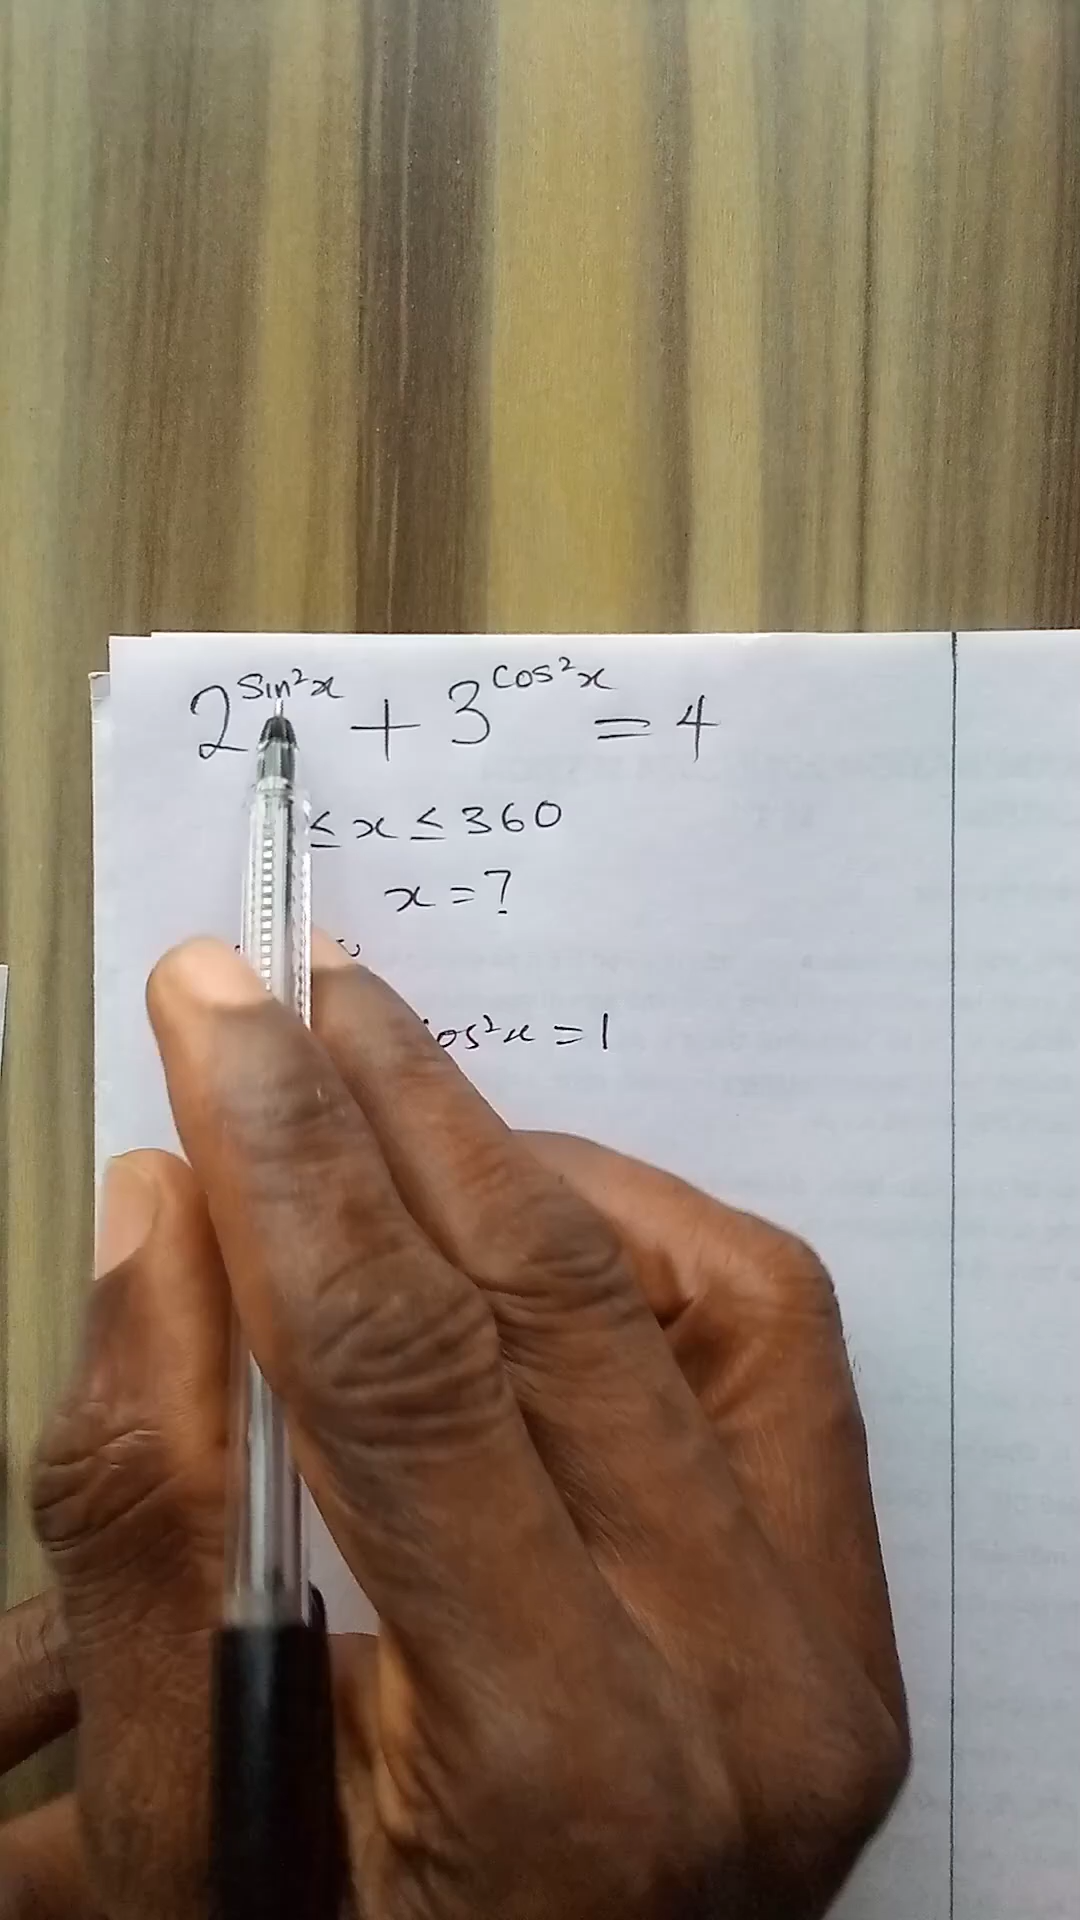 2^{sin²x} + 3^{cos²x} = 4
≤ x ≤ 360
x = ?
os²x = 1